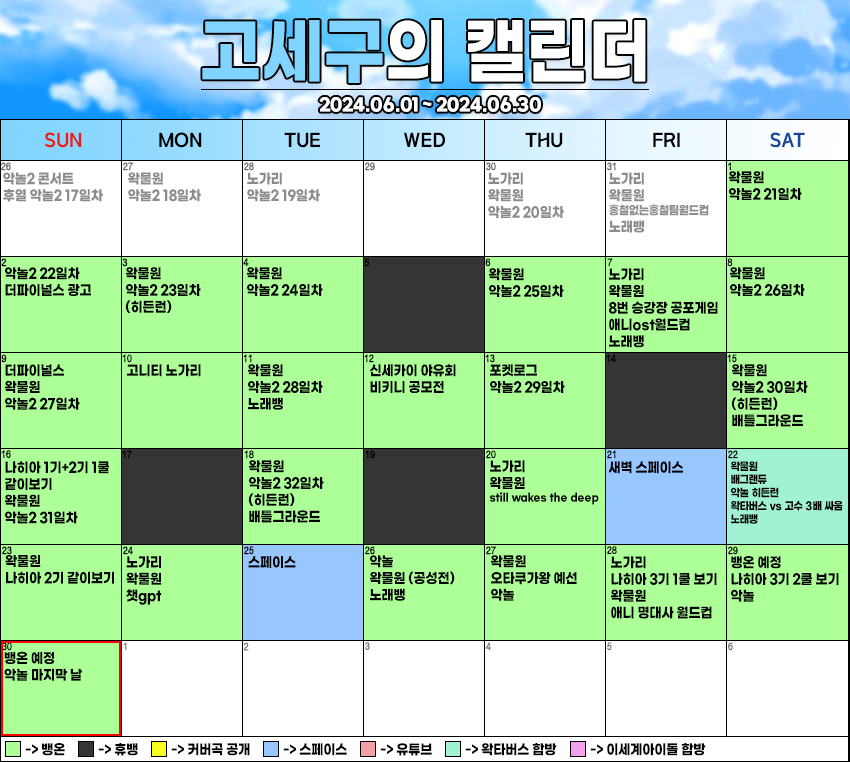 고세구의 캘린더
2024.06.01 ~ 2024.06.30
SUN MON TUE WED THU FRI SAT
26
악놀2 콘서트
후열 악놀2 17일차
27
왁물원
악놀2 18일차
28
노가리
악놀2 19일차
29
30
노가리
왁물원
악놀2 20일차
31
노가리
왁물원
홍철없는홍철팀월드컵
노래뱅
1
왁물원
악놀2 21일차
2
악놀2 22일차
더파이널스 광고
3
왁물원
악놀2 23일차
(히든런)
4
왁물원
악놀2 24일차
5
6
왁물원
악놀2 25일차
7
노가리
왁물원
8번 승강장 공포게임
애니ost월드컵
노래뱅
8
왁물원
악놀2 26일차
9
더파이널스
왁물원
악놀2 27일차
10
고니티 노가리
11
왁물원
악놀2 28일차
노래뱅
12
신세카이 야유회
비키니 공모전
13
포켓로그
악놀2 29일차
14
15
왁물원
악놀2 30일차
(히든런)
배틀그라운드
16
나히아 1기+2기 1쿨
같이보기
왁물원
악놀2 31일차
17
18
왁물원
악놀2 32일차
(히든런)
배틀그라운드
19
20
노가리
왁물원
still wakes the deep
21
새벽 스페이스
22
왁물원
배그랜듀
악놀 히든런
왁타버스 vs 고수 3배 싸움
노래뱅
23
왁물원
나히아 2기 같이보기
24
노가리
왁물원
챗gpt
25
스페이스
26
악놀
왁물원 (공성전)
노래뱅
27
왁물원
오타쿠가왕 예선
악놀
28
노가리
나히아 3기 1쿨 보기
왁물원
애니 명대사 월드컵
29
뱅온 예정
나히아 3기 2쿨 보기
악놀
30
뱅온 예정
악놀 마지막 날
1
2
3
4
5
6
-> 뱅온 -> 휴뱅 -> 커버곡 공개 -> 스페이스 -> 유튜브 -> 왁타버스 합방 -> 이세계아이돌 합방